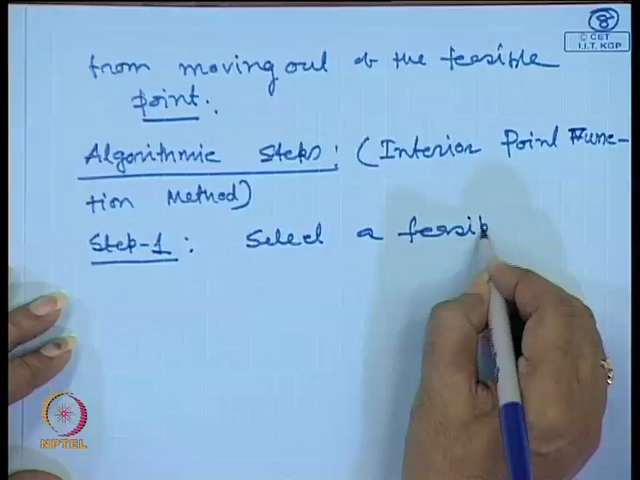 8
© CET
I.I.T. KGP
from moving out of the feasible
point.
Algorithmic Steps: (Interior Point Func-
tion Method)
Step-1: Select a feasib
NPTEL